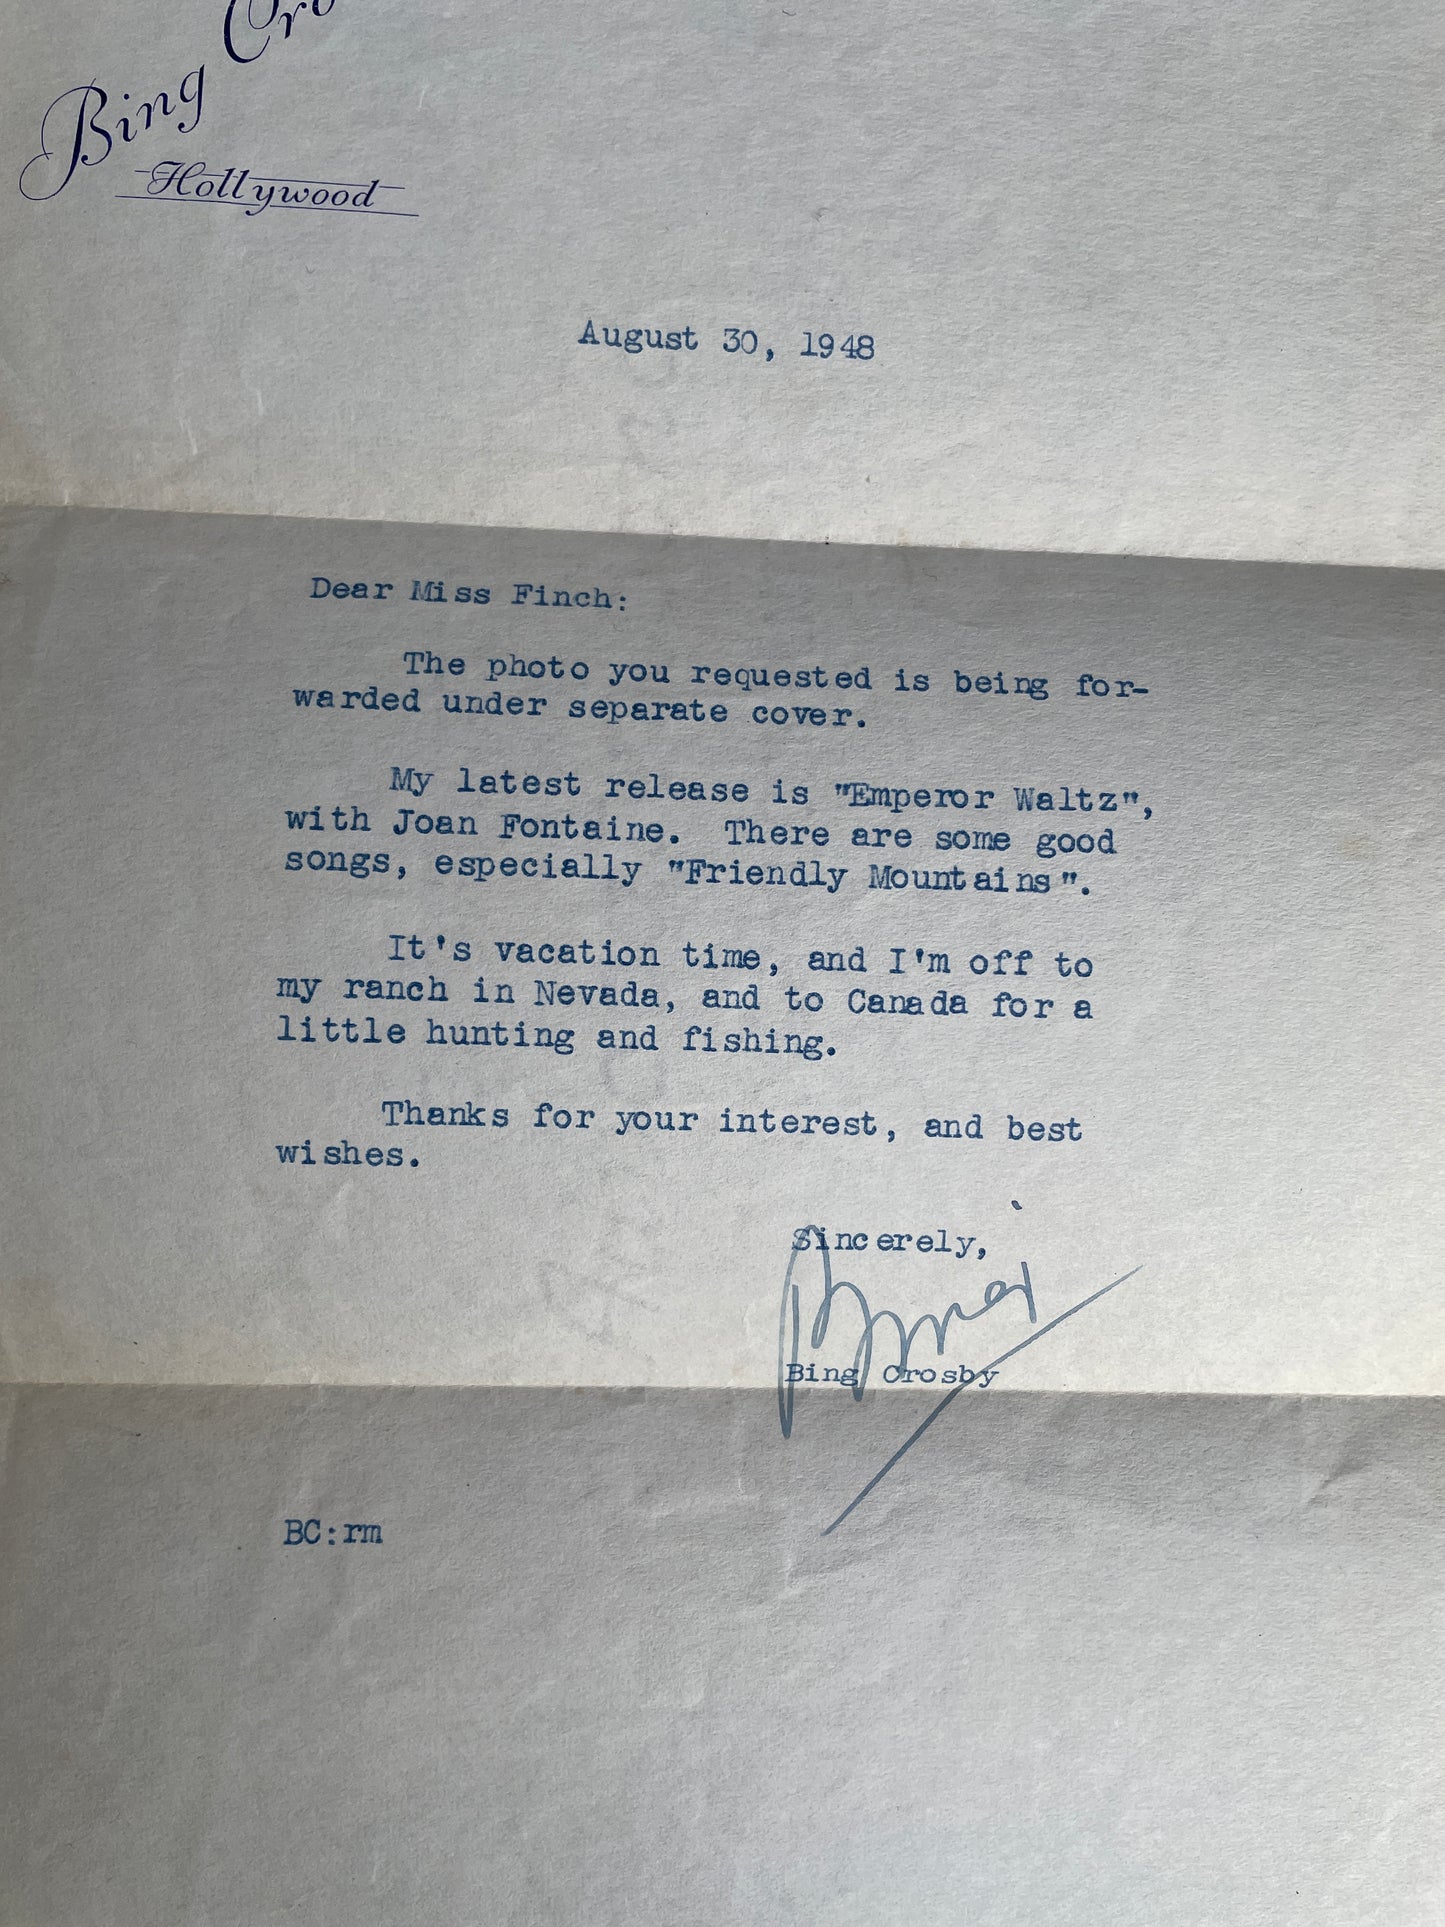 Bing Cro
Hollywood
August 30, 1948
Dear Miss Finch:
The photo you requested is being for-
warded under separate cover.
My latest release is "Emperor Waltz",
with Joan Fontaine. There are some good
songs, especially "Friendly Mountains".
It's vacation time, and I'm off to
my ranch in Nevada, and to Canada for a
little hunting and fishing.
Thanks for your interest, and best
wishes.
Sincerely,
Bing
Bing Crosby
BC:rm